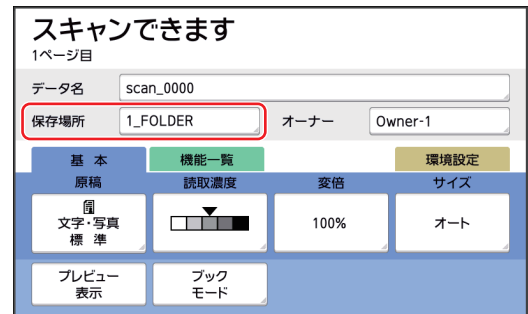 スキャンできます
1ページ目
データ名 scan_0000
保存場所 1_FOLDER オーナー Owner-1
基 本 機能一覧 環境設定
原稿 読取濃度 変倍 サイズ
文字・写真
標 準
100%
オート
プレビュー
表示
ブック
モード